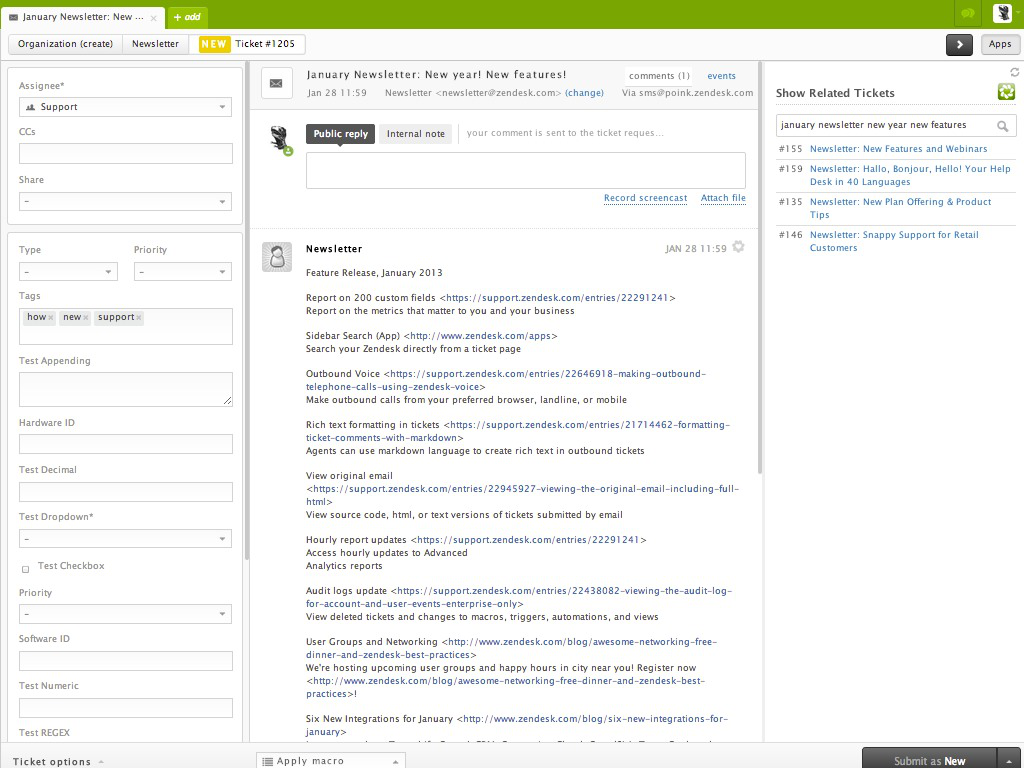 January Newsletter: New ... ×
+ add
Organization (create) Newsletter NEW Ticket #1205
Apps
Assignee*
Support
CCs
Share
-
Type Priority
- -
Tags
how × new × support ×
Test Appending
Hardware ID
Test Decimal
Test Dropdown*
-
Test Checkbox
Priority
-
Software ID
Test Numeric
Test REGEX
Ticket options
January Newsletter: New year! New features!
comments (1) events
Jan 28 11:59 Newsletter <newsletter@zendesk.com> (change) Via sms@poink.zendesk.com
Public reply Internal note your comment is sent to the ticket reques...
Record screencast Attach file
Newsletter JAN 28 11:59
Feature Release, January 2013
Report on 200 custom fields <https://support.zendesk.com/entries/22291241>
Report on the metrics that matter to you and your business
Sidebar Search (App) <http://www.zendesk.com/apps>
Search your Zendesk directly from a ticket page
Outbound Voice <https://support.zendesk.com/entries/22646918-making-outbound-
telephone-calls-using-zendesk-voice>
Make outbound calls from your preferred browser, landline, or mobile
Rich text formatting in tickets <https://support.zendesk.com/entries/21714462-formatting-
ticket-comments-with-markdown>
Agents can use markdown language to create rich text in outbound tickets
View original email
<https://support.zendesk.com/entries/22945927-viewing-the-original-email-including-full-
html>
View source code, html, or text versions of tickets submitted by email
Hourly report updates <https://support.zendesk.com/entries/22291241>
Access hourly updates to Advanced
Analytics reports
Audit logs update <https://support.zendesk.com/entries/22438082-viewing-the-audit-log-
for-account-and-user-events-enterprise-only>
View deleted tickets and changes to macros, triggers, automations, and views
User Groups and Networking <http://www.zendesk.com/blog/awesome-networking-free-
dinner-and-zendesk-best-practices>
We're hosting upcoming user groups and happy hours in city near you! Register now
<http://www.zendesk.com/blog/awesome-networking-free-dinner-and-zendesk-best-
practices>!
Six New Integrations for January <http://www.zendesk.com/blog/six-new-integrations-for-
january>
Apply macro
Show Related Tickets
january newsletter new year new features
#155 Newsletter: New Features and Webinars
#159 Newsletter: Hallo, Bonjour, Hello! Your Help
Desk in 40 Languages
#135 Newsletter: New Plan Offering & Product
Tips
#146 Newsletter: Snappy Support for Retail
Customers
Submit as New